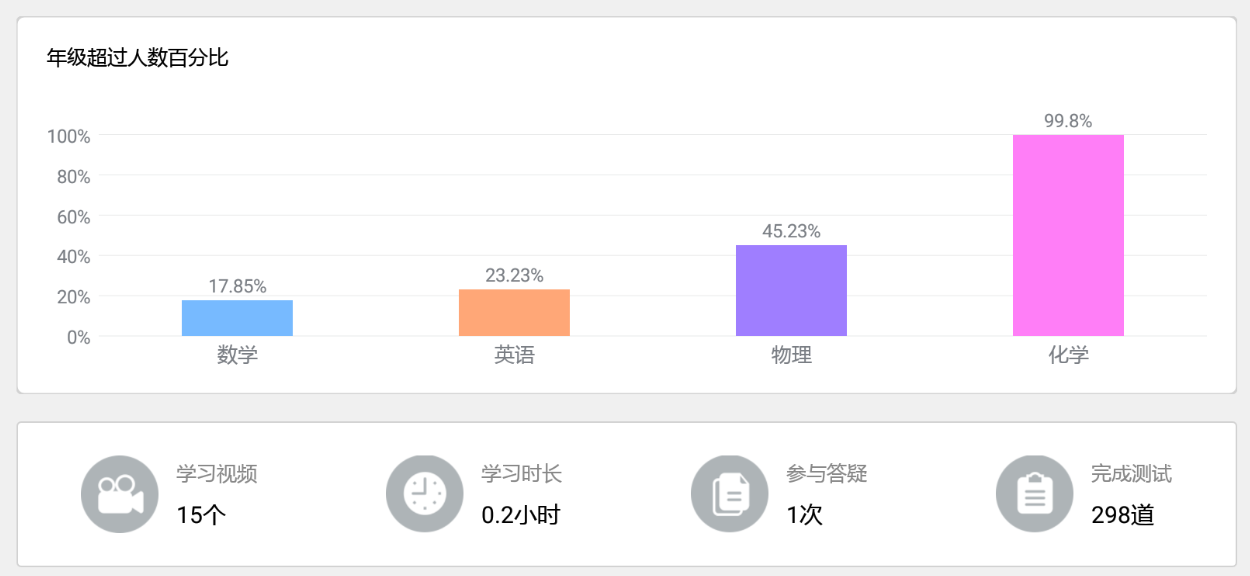 年级超过人数百分比
99.8%
100%
80%
60%
45.23%
40%
23.23%
17.85%
20%
0%
数学 英语 物理 化学
学习视频 学习时长 参与答疑 完成测试
15个 0.2小时 1次 298道